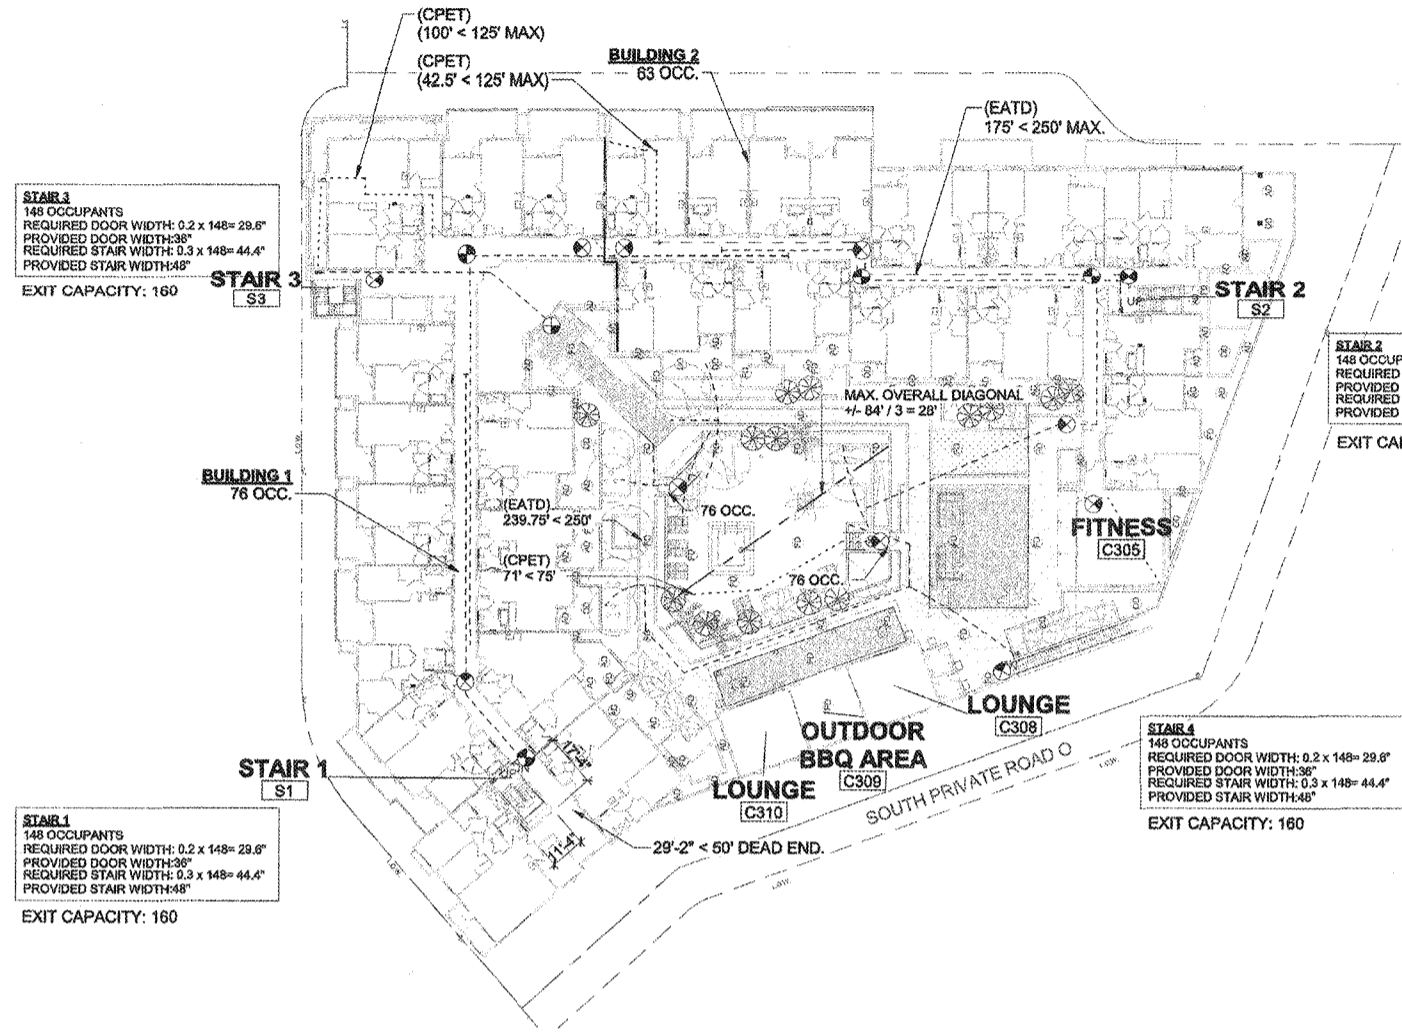 (CPET)
(100' < 125' MAX)
(CPET)
(42.5' < 125' MAX)
BUILDING 2
63 OCC.
(EATD)
175' < 250' MAX.
STAIR 3
148 OCCUPANTS
REQUIRED DOOR WIDTH: 0.2 x 148= 29.6"
PROVIDED DOOR WIDTH:36"
REQUIRED STAIR WIDTH: 0.3 x 148= 44.4"
PROVIDED STAIR WIDTH:48"
EXIT CAPACITY: 160
STAIR 3
S3
UP
STAIR 2
S2
STAIR 2
148 OCCUP
REQUIRED
PROVIDED
REQUIRED
PROVIDED
EXIT CA
MAX. OVERALL DIAGONAL
+/- 84' / 3 = 28'
BUILDING 1
76 OCC.
(EATD)
239.75' < 250'
76 OCC.
(CPET)
71' < 75'
76 OCC.
FITNESS
C305
LOUNGE
C308
OUTDOOR
BBQ AREA
C309
LOUNGE
C310
SOUTH PRIVATE ROAD O
STAIR 4
148 OCCUPANTS
REQUIRED DOOR WIDTH: 0.2 x 148= 29.6"
PROVIDED DOOR WIDTH:36"
REQUIRED STAIR WIDTH: 0.3 x 148= 44.4"
PROVIDED STAIR WIDTH:48"
EXIT CAPACITY: 160
17'-4"
STAIR 1
S1
UP
11'-4"
29'-2" < 50' DEAD END.
STAIR 1
148 OCCUPANTS
REQUIRED DOOR WIDTH: 0.2 x 148= 29.6"
PROVIDED DOOR WIDTH:36"
REQUIRED STAIR WIDTH: 0.3 x 148= 44.4"
PROVIDED STAIR WIDTH:48"
EXIT CAPACITY: 160